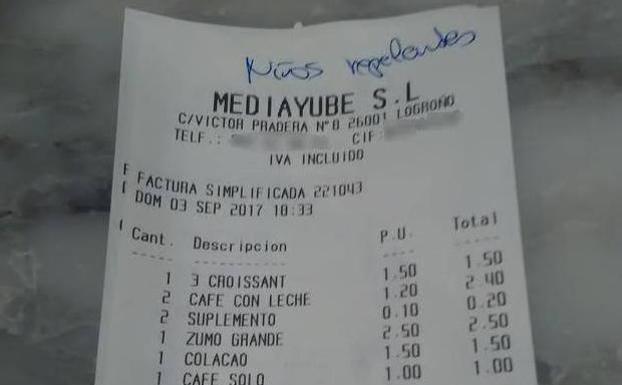 Niños repelentes
MEDIAYUBE S.L
C/VICTOR PRADERA Nº8 26001 LOGROÑO
TELF.: CIF:
IVA INCLUIDO
FACTURA SIMPLIFICADA 221043
DOM 03 SEP 2017 18:33
Cant. Descripcion P.U. Total
1 3 CROISSANT 1.50 1.50
2 CAFE CON LECHE 1.20 2.40
2 SUPLEMENTO 0.10 0.20
1 ZUMO GRANDE 2.50 2.50
1 COLACAO 1.50 1.50
1 CAFE SOLO 1.00 1.00